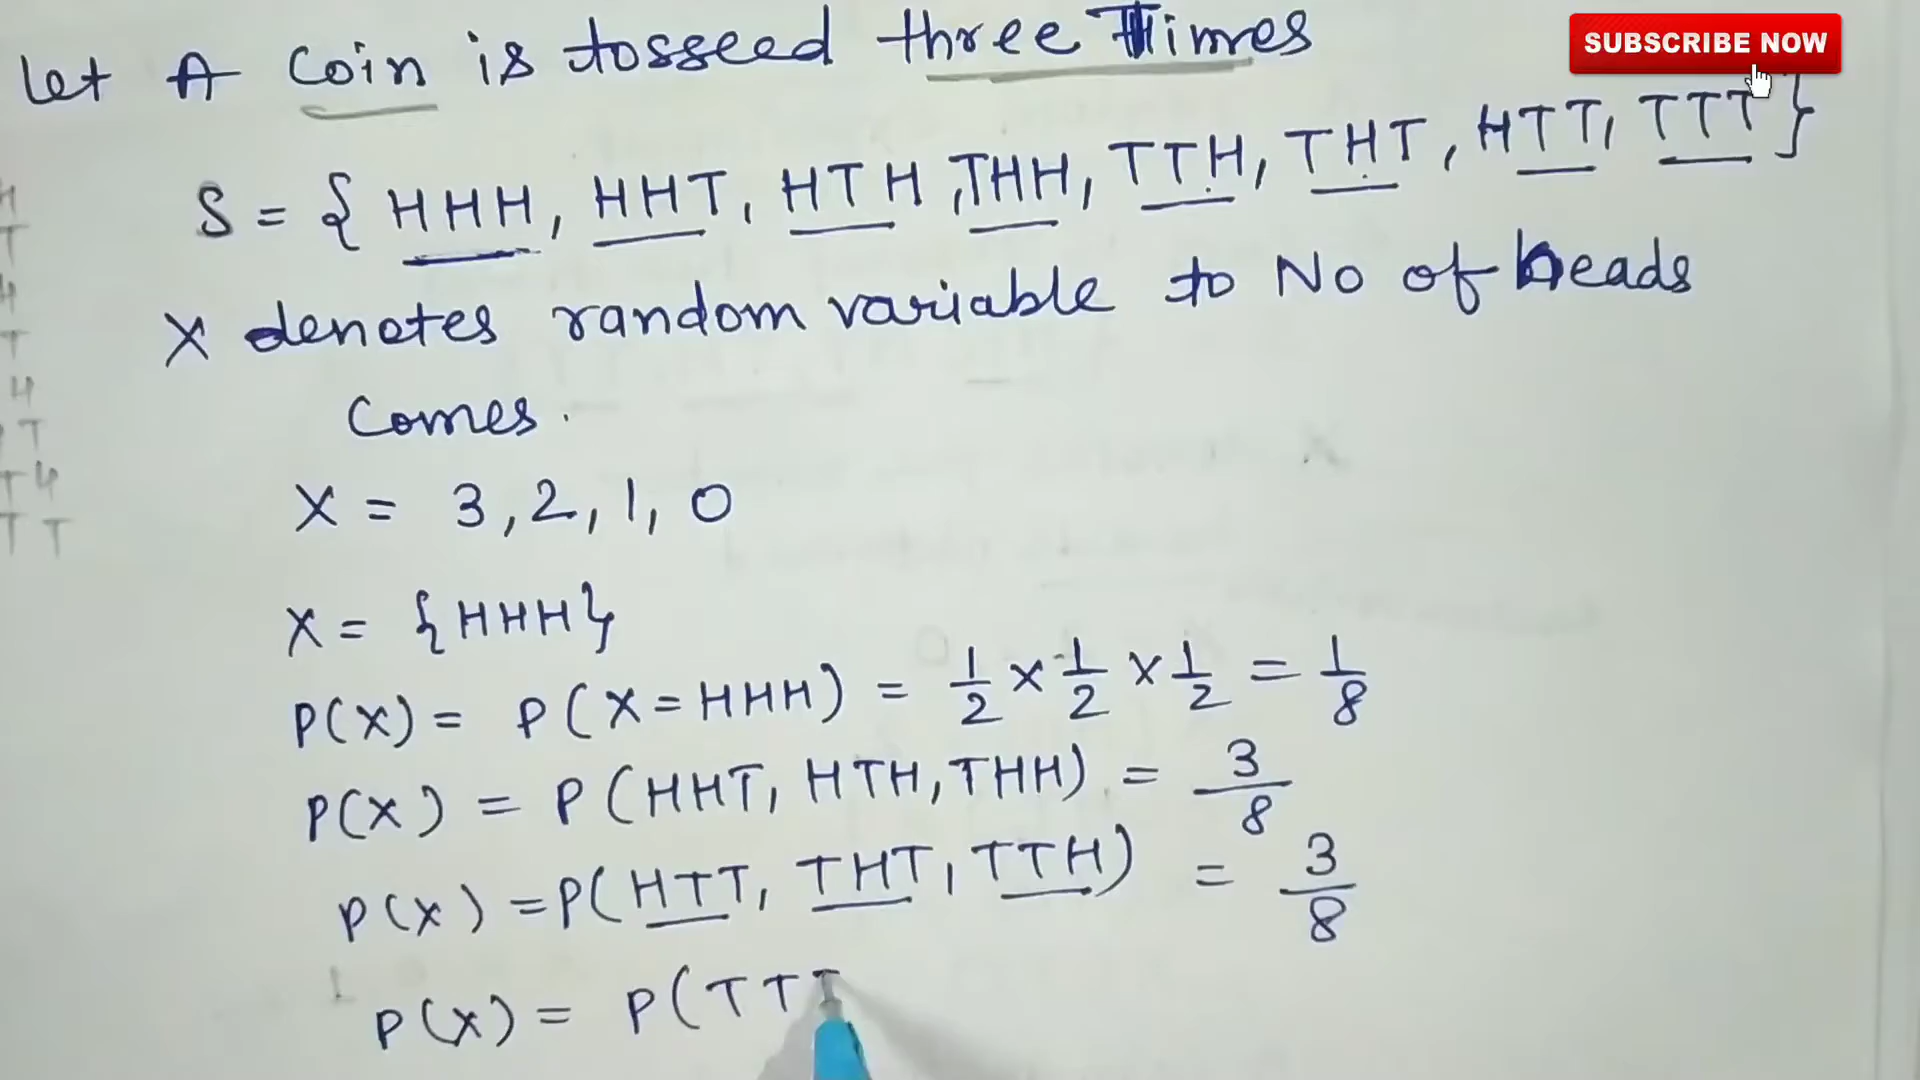 Let A Coin is tosseed three Times
SUBSCRIBE NOW
S = { HHH, HHT, HTH, THH, TTH, THT, HTT, TTT }
X denotes random variable to No of heads
Comes.
X = 3, 2, 1, 0
X = {HHH}
P(X) = P(X=HHH) = 1/2 × 1/2 × 1/2 = 1/8
P(X) = P(HHT, HTH, THH) = 3/8
P(X) = P(HTT, THT, TTH) = 3/8
P(X) = P(TTT